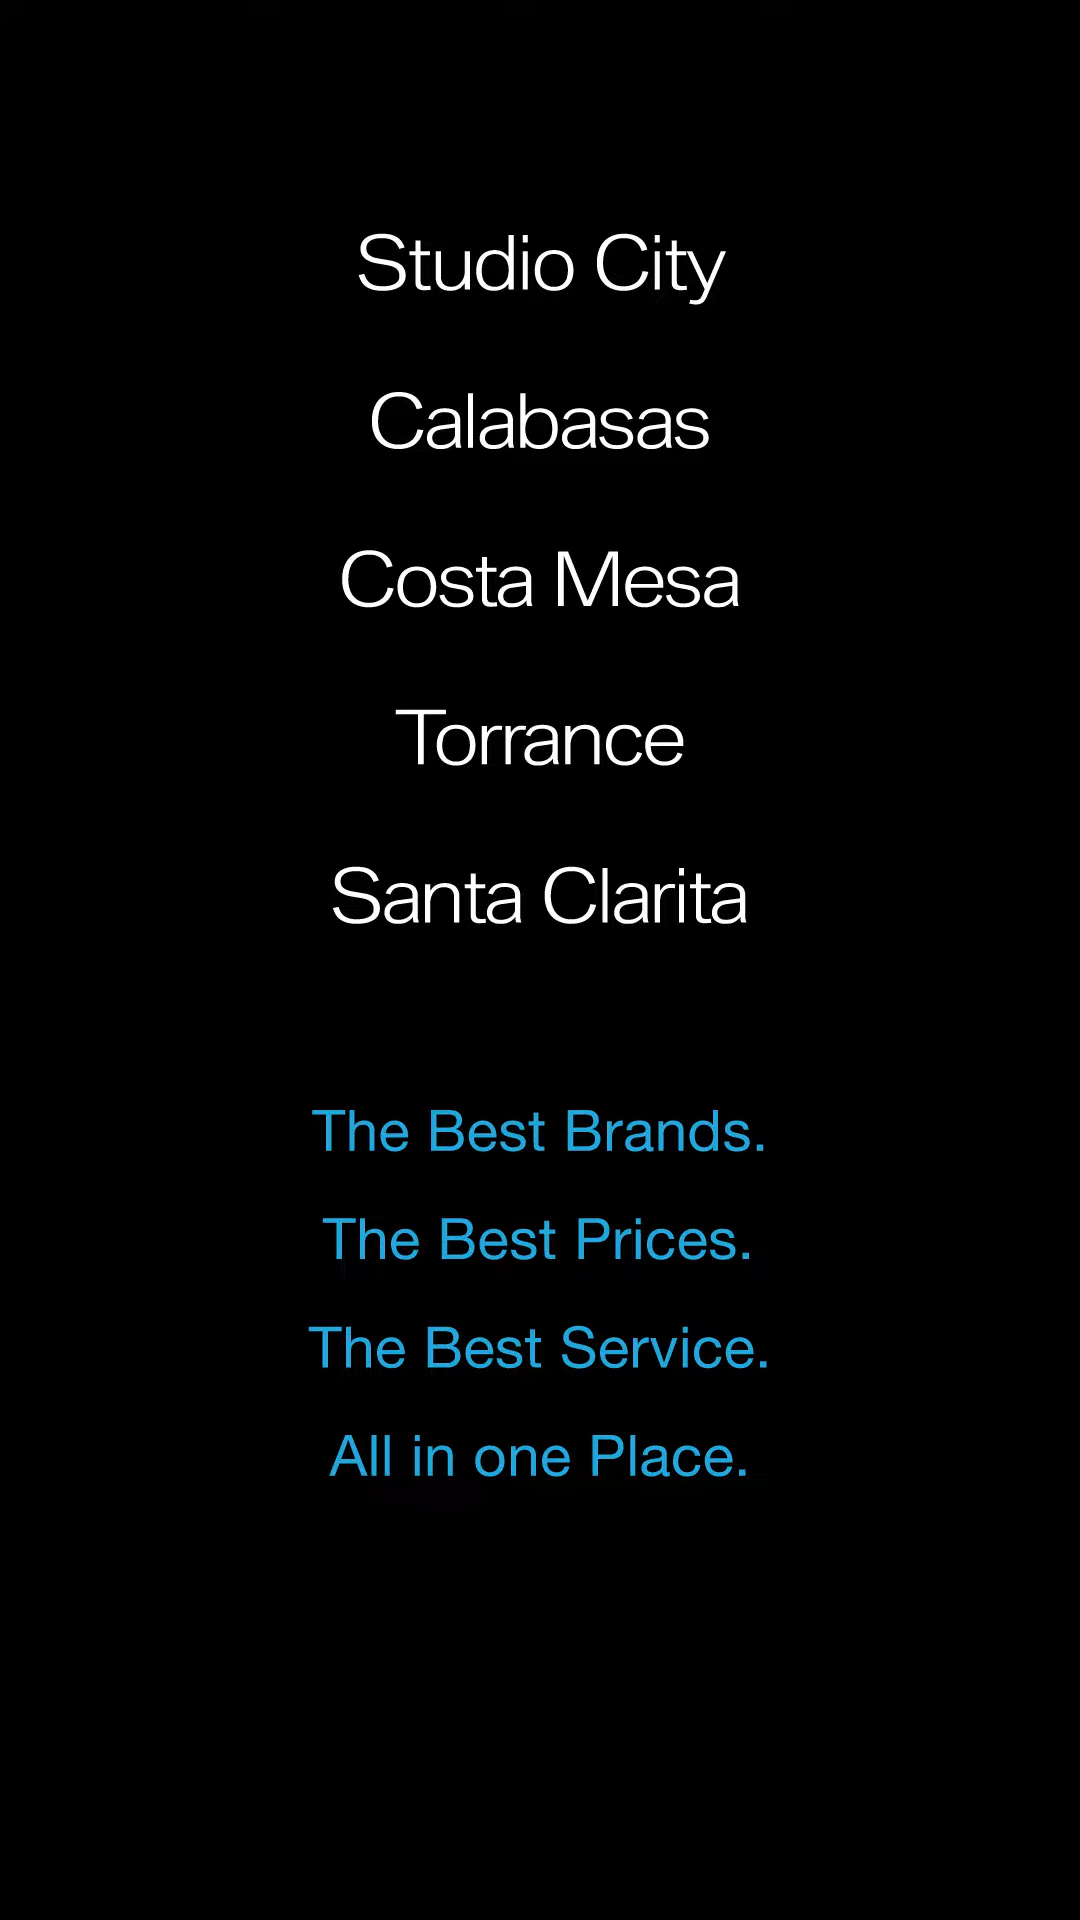 Studio City
Calabasas
Costa Mesa
Torrance
Santa Clarita
The Best Brands.
The Best Prices.
The Best Service.
All in one Place.